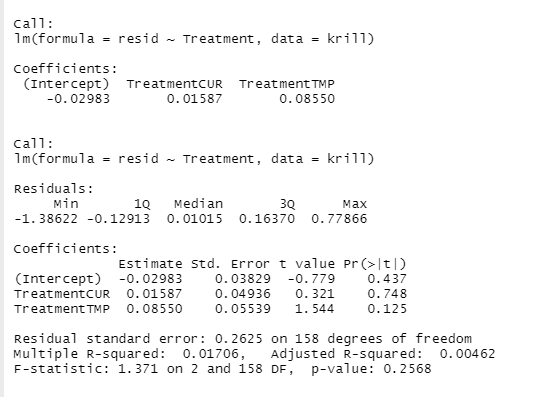 Call:
lm(formula = resid ~ Treatment, data = krill)
Coefficients:
(Intercept) TreatmentCUR TreatmentTMP
-0.02983 0.01587 0.08550
Call:
lm(formula = resid ~ Treatment, data = krill)
Residuals:
Min 1Q Median 3Q Max
-1.38622 -0.12913 0.01015 0.16370 0.77866
Coefficients:
Estimate Std. Error t value Pr(>|t|)
(Intercept) -0.02983 0.03829 -0.779 0.437
TreatmentCUR 0.01587 0.04936 0.321 0.748
TreatmentTMP 0.08550 0.05539 1.544 0.125
Residual standard error: 0.2625 on 158 degrees of freedom
Multiple R-squared: 0.01706, Adjusted R-squared: 0.00462
F-statistic: 1.371 on 2 and 158 DF, p-value: 0.2568